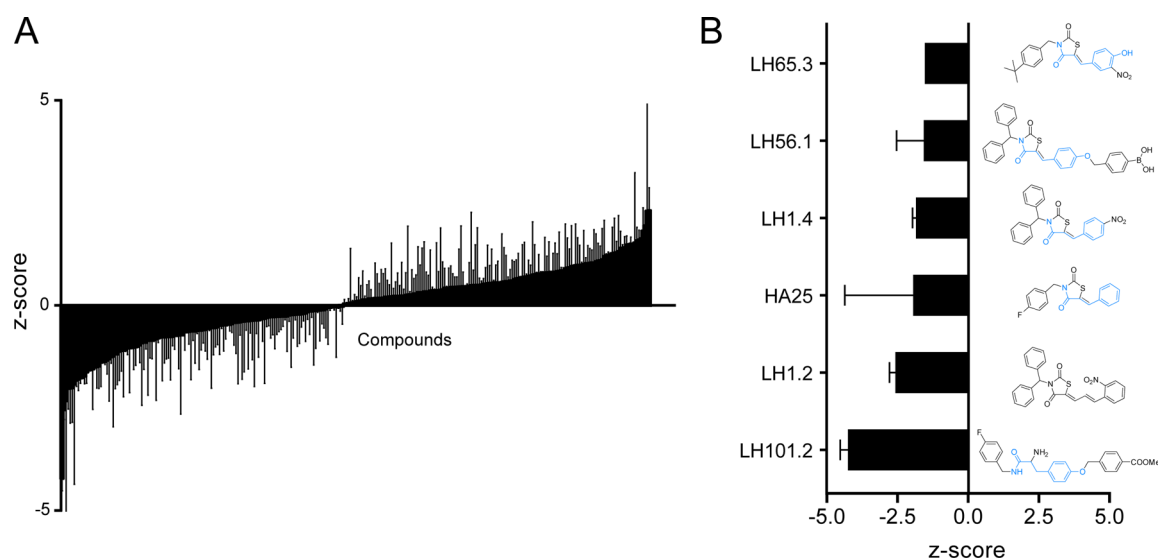 A
5
0
-5
z-score
Compounds
B
LH65.3
LH56.1
LH1.4
HA25
LH1.2
LH101.2
-5.0 -2.5 0.0 2.5 5.0
z-score
O
N
S
O
OH
NO₂
O
N
S
O
O
B
OH
OH
O
N
S
O
NO₂
O
N
S
O
F
O
N
S
O
NO₂
F
O
NH
NH₂
O
COOMe